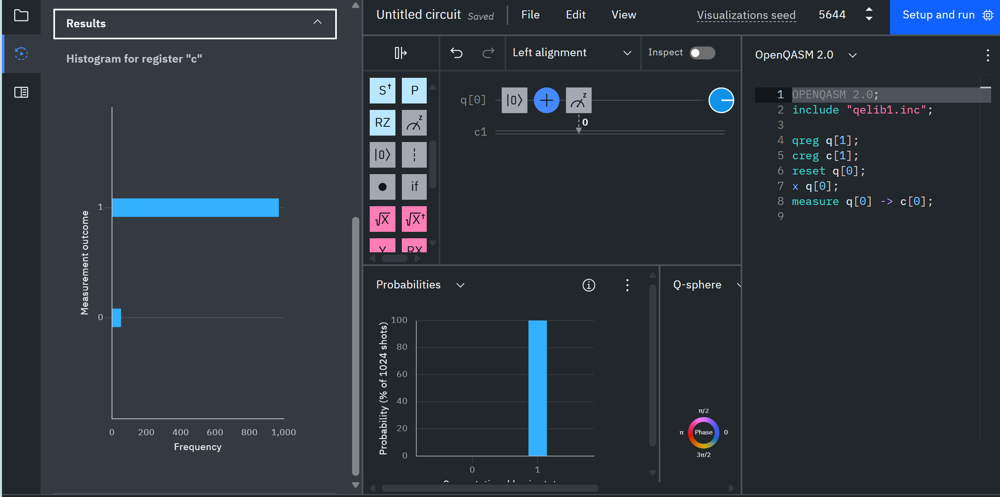 Results
Histogram for register "c"
Measurement outcome
1
0
0 200 400 600 800 1,000
Frequency
Untitled circuit Saved File Edit View Visualizations seed 5644 Setup and run
Left alignment Inspect
S† P
RZ z
|0⟩
if
√X √X†
Y RX
q[0] |0⟩ + z
0
c1
Probabilities
Probability (% of 1024 shots)
100
80
60
40
20
0
0 1
Q-sphere
π/2
π Phase 0
3π/2
OpenQASM 2.0
1 OPENQASM 2.0;
2 include "qelib1.inc";
3
4 qreg q[1];
5 creg c[1];
6 reset q[0];
7 x q[0];
8 measure q[0] -> c[0];
9